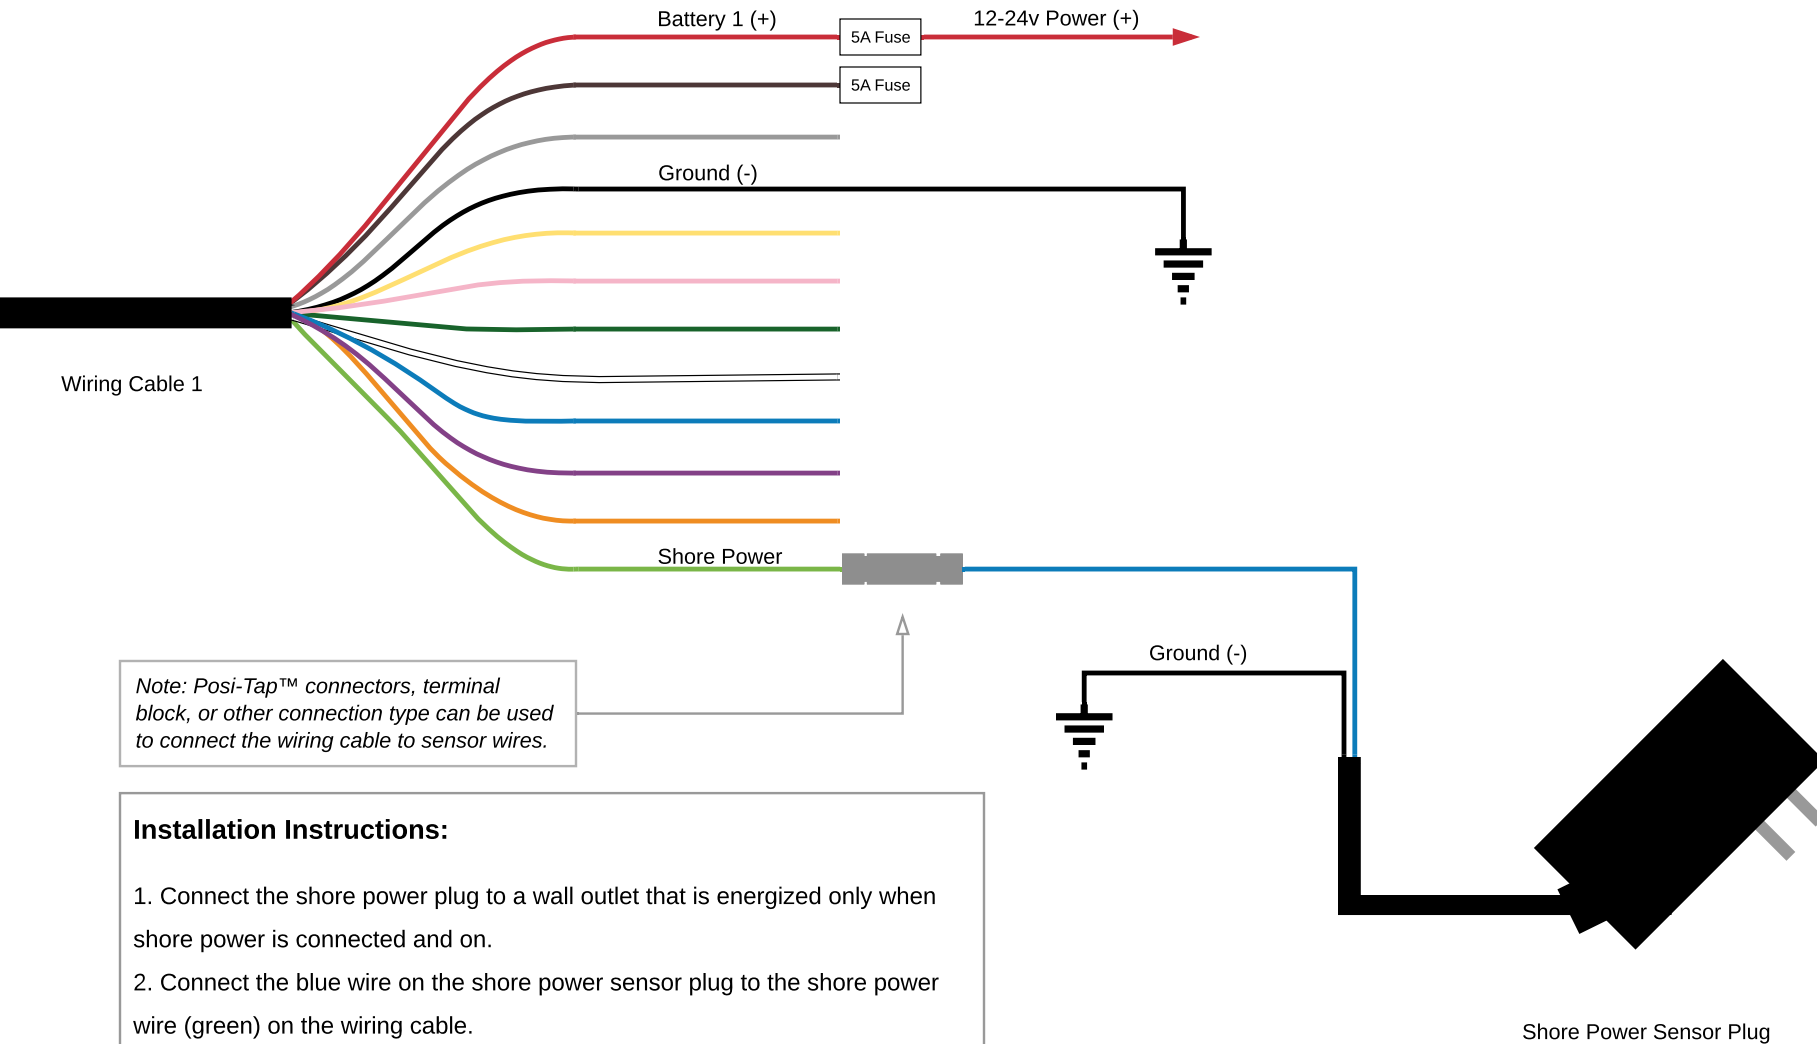 Battery 1 (+)
5A Fuse
12-24v Power (+)
5A Fuse
Ground (-)
Wiring Cable 1
Shore Power
Ground (-)
Note: Posi-Tap™ connectors, terminal
block, or other connection type can be used
to connect the wiring cable to sensor wires.
Installation Instructions:
1. Connect the shore power plug to a wall outlet that is energized only when
shore power is connected and on.
2. Connect the blue wire on the shore power sensor plug to the shore power
wire (green) on the wiring cable.
Shore Power Sensor Plug